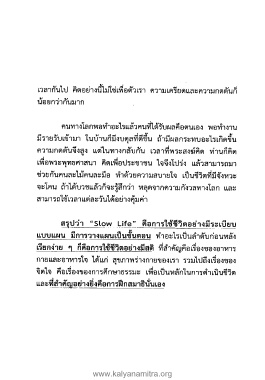 เวลากันไป คิดอย่างนี้ไม่ใช่เพื่อตัวเรา ความเครียดและความกดดันก็
น้อยกว่ากันมาก
คนทางโลกพอทำอะไรแล้วคนที่ได้รับผลคือตนเอง พอทำงาน
มีรายรับเข้ามา ในบ้านก็มีงบดุลที่ดีขึ้น ถ้ามีผลกระทบอะไรเกิดขึ้น
ความกดดันจึงสูง แต่ในทางกลับกัน เวลาที่พระสงฆ์คิด ท่านก็คิด
เพื่อพระพุทธศาสนา คิดเพื่อประชาชน ใจจึงโปร่ง แล้วสามารถมา
ช่วยกันคนละไม้คนละมือ ทำด้วยความสบายใจ เป็นชีวิตที่มีจังหวะ
จะโคน ถ้าได้บวชแล้วก็จะรู้สึกว่า หลุดจากความกังวลทางโลก และ
สามารถใช้เวลาแต่ละวันได้อย่างคุ้มค่า
สรุปว่า “Slow Life” คือการใช้ชีวิตอย่างมีระเบียบ
แบบแผน มีการวางแผนเป็นขั้นตอน ทำอะไรเป็นลำดับก่อนหลัง
เรียกง่าย ๆ ก็คือการใช้ชีวิตอย่างมีสติ ที่สำคัญคือเรื่องของอาหาร
กายและอาหารใจ ได้แก่ สุขภาพร่างกายของเรา รวมไปถึงเรื่องของ
จิตใจ คือเรื่องของการศึกษาธรรมะ เพื่อเป็นหลักในการดำเนินชีวิต
และที่สำคัญอย่างยิ่งคือการฝึกสมาธินั่นเอง
www.kalyanamitra.org